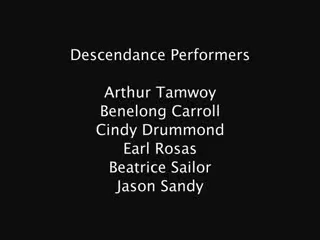 Descendance Performers
Arthur Tamwoy
Benelong Carroll
Cindy Drummond
Earl Rosas
Beatrice Sailor
Jason Sandy